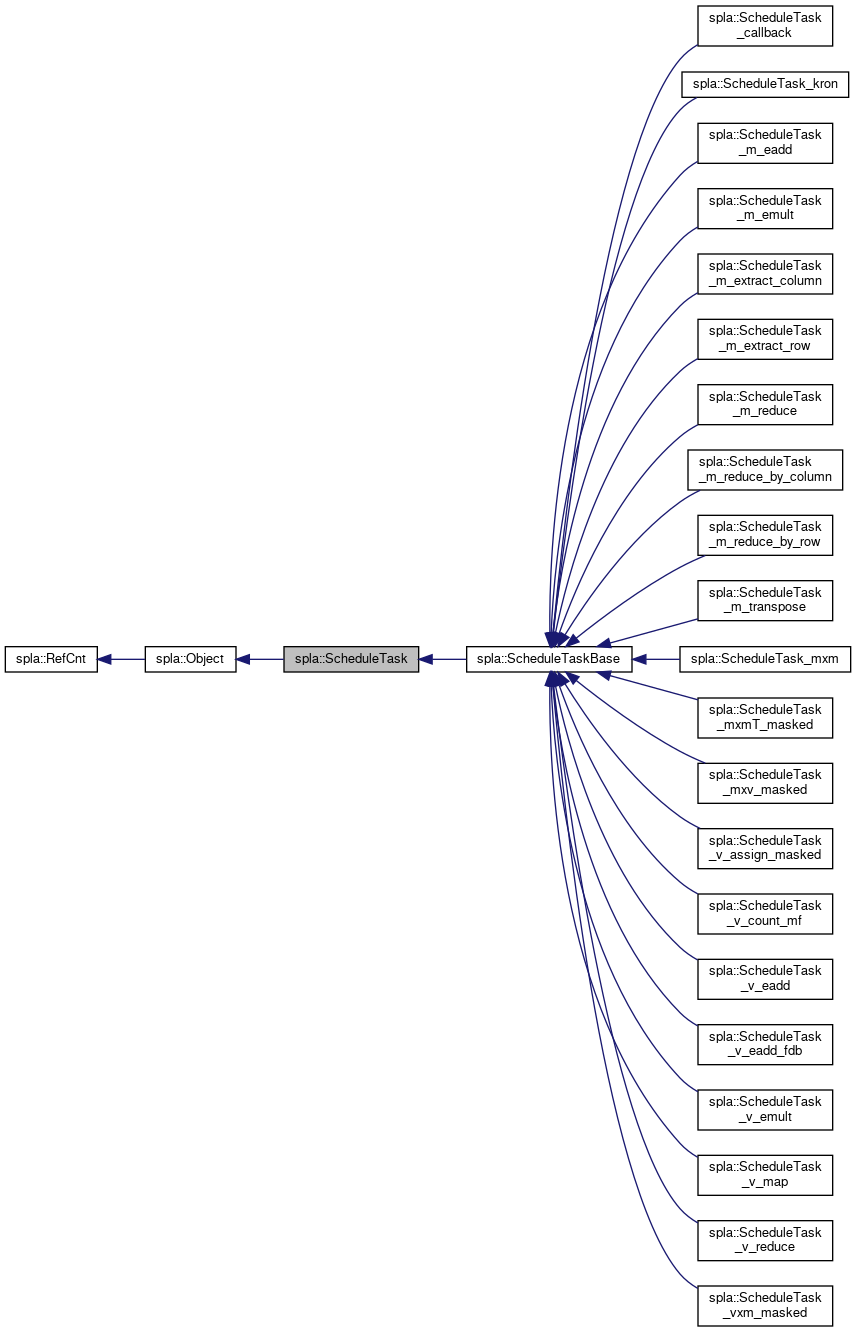 spla::ScheduleTask
_callback
spla::ScheduleTask_kron
spla::ScheduleTask
_m_eadd
spla::ScheduleTask
_m_emult
spla::ScheduleTask
_m_extract_column
spla::ScheduleTask
_m_extract_row
spla::ScheduleTask
_m_reduce
spla::ScheduleTask
_m_reduce_by_column
spla::ScheduleTask
_m_reduce_by_row
spla::ScheduleTask
_m_transpose
spla::RefCnt
spla::Object
spla::ScheduleTask
spla::ScheduleTaskBase
spla::ScheduleTask_mxm
spla::ScheduleTask
_mxmT_masked
spla::ScheduleTask
_mxv_masked
spla::ScheduleTask
_v_assign_masked
spla::ScheduleTask
_v_count_mf
spla::ScheduleTask
_v_eadd
spla::ScheduleTask
_v_eadd_fdb
spla::ScheduleTask
_v_emult
spla::ScheduleTask
_v_map
spla::ScheduleTask
_v_reduce
spla::ScheduleTask
_vxm_masked